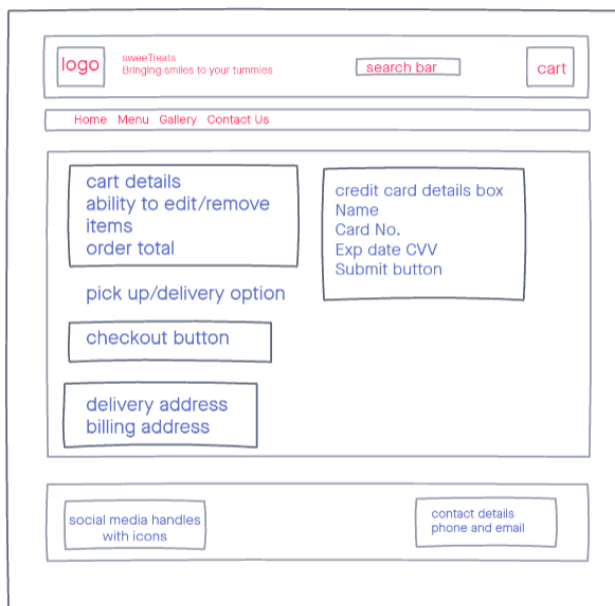 logo
sweeTreats
Bringing smiles to your tummies
search bar
cart
Home Menu Gallery Contact Us
cart details
ability to edit/remove
items
order total
pick up/delivery option
checkout button
delivery address
billing address
credit card details box
Name
Card No.
Exp date CVV
Submit button
social media handles
with icons
contact details
phone and email